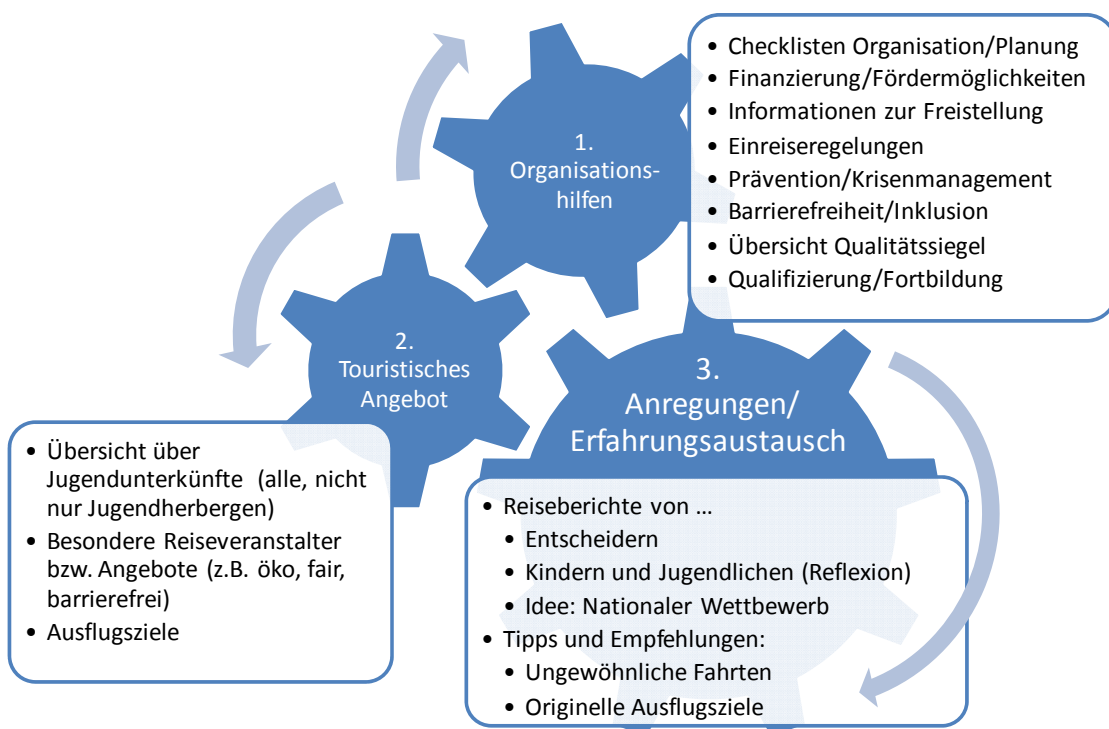 1.
Organisations-
hilfen
• Checklisten Organisation/Planung
• Finanzierung/Fördermöglichkeiten
• Informationen zur Freistellung
• Einreiseregelungen
• Prävention/Krisenmanagement
• Barrierefreiheit/Inklusion
• Übersicht Qualitätssiegel
• Qualifizierung/Fortbildung
2.
Touristisches
Angebot
• Übersicht über
Jugendunterkünfte (alle, nicht
nur Jugendherbergen)
• Besondere Reiseveranstalter
bzw. Angebote (z.B. öko, fair,
barrierefrei)
• Ausflugsziele
3.
Anregungen/
Erfahrungsaustausch
• Reiseberichte von …
• Entscheidern
• Kindern und Jugendlichen (Reflexion)
• Idee: Nationaler Wettbewerb
• Tipps und Empfehlungen:
• Ungewöhnliche Fahrten
• Originelle Ausflugsziele